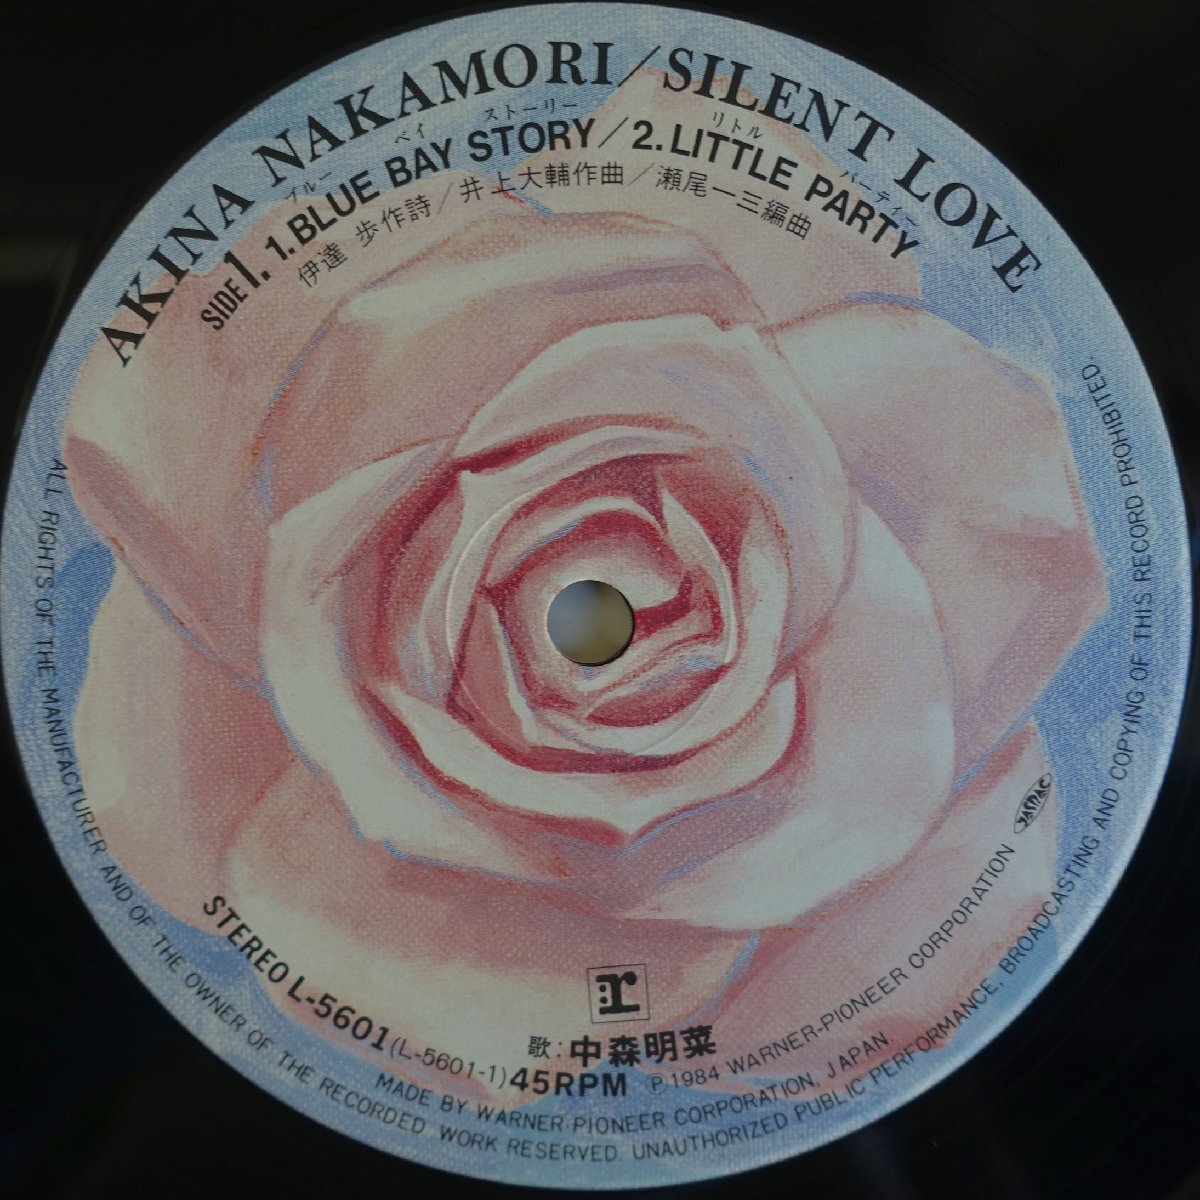 AKINA NAKAMORI/SILENT LOVE
ブルー ベイ ストーリー リトル パーティー
SIDE 1. 1. BLUE BAY STORY/2. LITTLE PARTY
伊達 歩作詩/井上大輔作曲/瀬尾一三編曲
r
歌:中森明菜
STEREO L-5601 (L-5601-1) 45RPM ℗1984 WARNER-PIONEER CORPORATION JASRAC
MADE BY WARNER-PIONEER CORPORATION, JAPAN.
ALL RIGHTS OF THE MANUFACTURER AND OF THE OWNER OF THE RECORDED WORK RESERVED. UNAUTHORIZED PUBLIC PERFORMANCE, BROADCASTING AND COPYING OF THIS RECORD PROHIBITED.